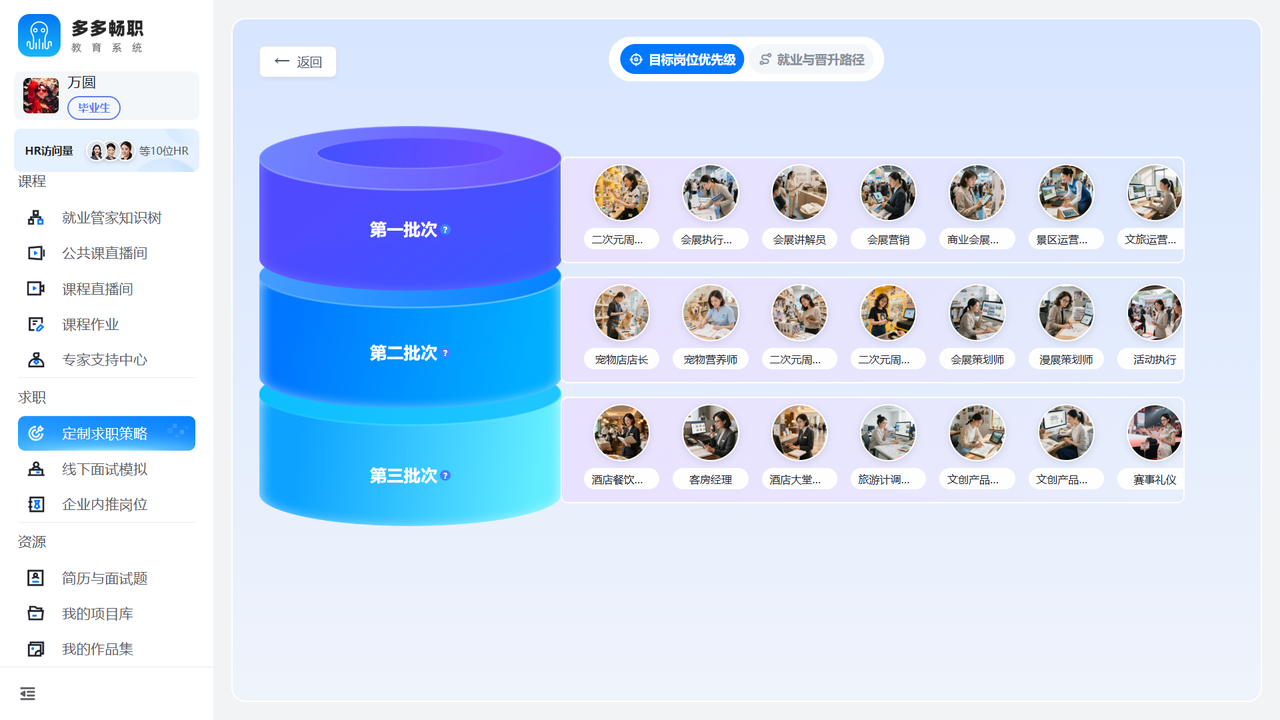 多多畅职
教育系统
万圆
毕业生
HR访问量 等10位HR
课程
就业管家知识树
公共课直播间
课程直播间
课程作业
专家支持中心
求职
定制求职策略
线下面试模拟
企业内推岗位
资源
简历与面试题
我的项目库
我的作品集
← 返回
目标岗位优先级
就业与晋升路径
第一批次 ?
二次元周...
会展执行...
会展讲解员
会展营销
商业会展...
景区运营...
文旅运营...
第二批次 ?
宠物店店长
宠物营养师
二次元周...
二次元周...
会展策划师
漫展策划师
活动执行
第三批次 ?
酒店餐饮...
客房经理
酒店大堂...
旅游计调...
文创产品...
文创产品...
赛事礼仪